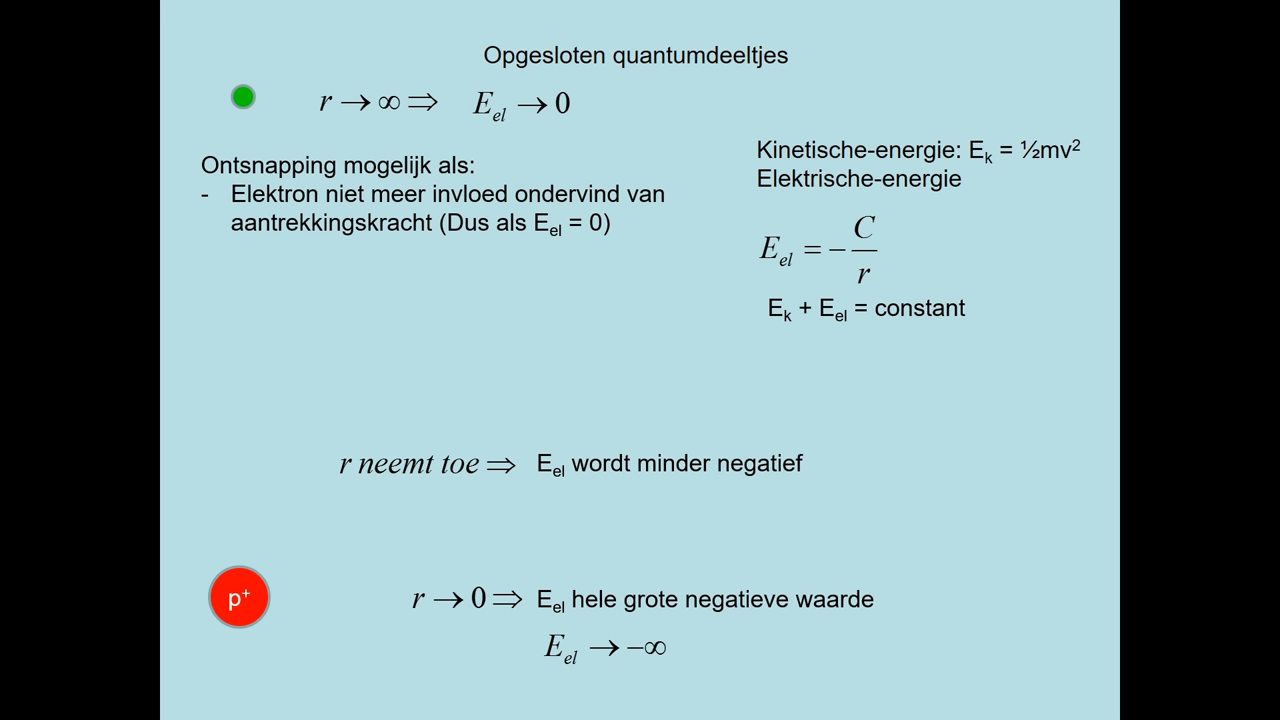 Opgesloten quantumdeeltjes
r → ∞ ⇒ E_el → 0
Ontsnapping mogelijk als:
- Elektron niet meer invloed ondervind van
aantrekkingskracht (Dus als E_el = 0)
Kinetische-energie: E_k = ½mv²
Elektrische-energie
E_el = − C/r
E_k + E_el = constant
r neemt toe ⇒ E_el wordt minder negatief
p⁺
r → 0 ⇒ E_el hele grote negatieve waarde
E_el → −∞